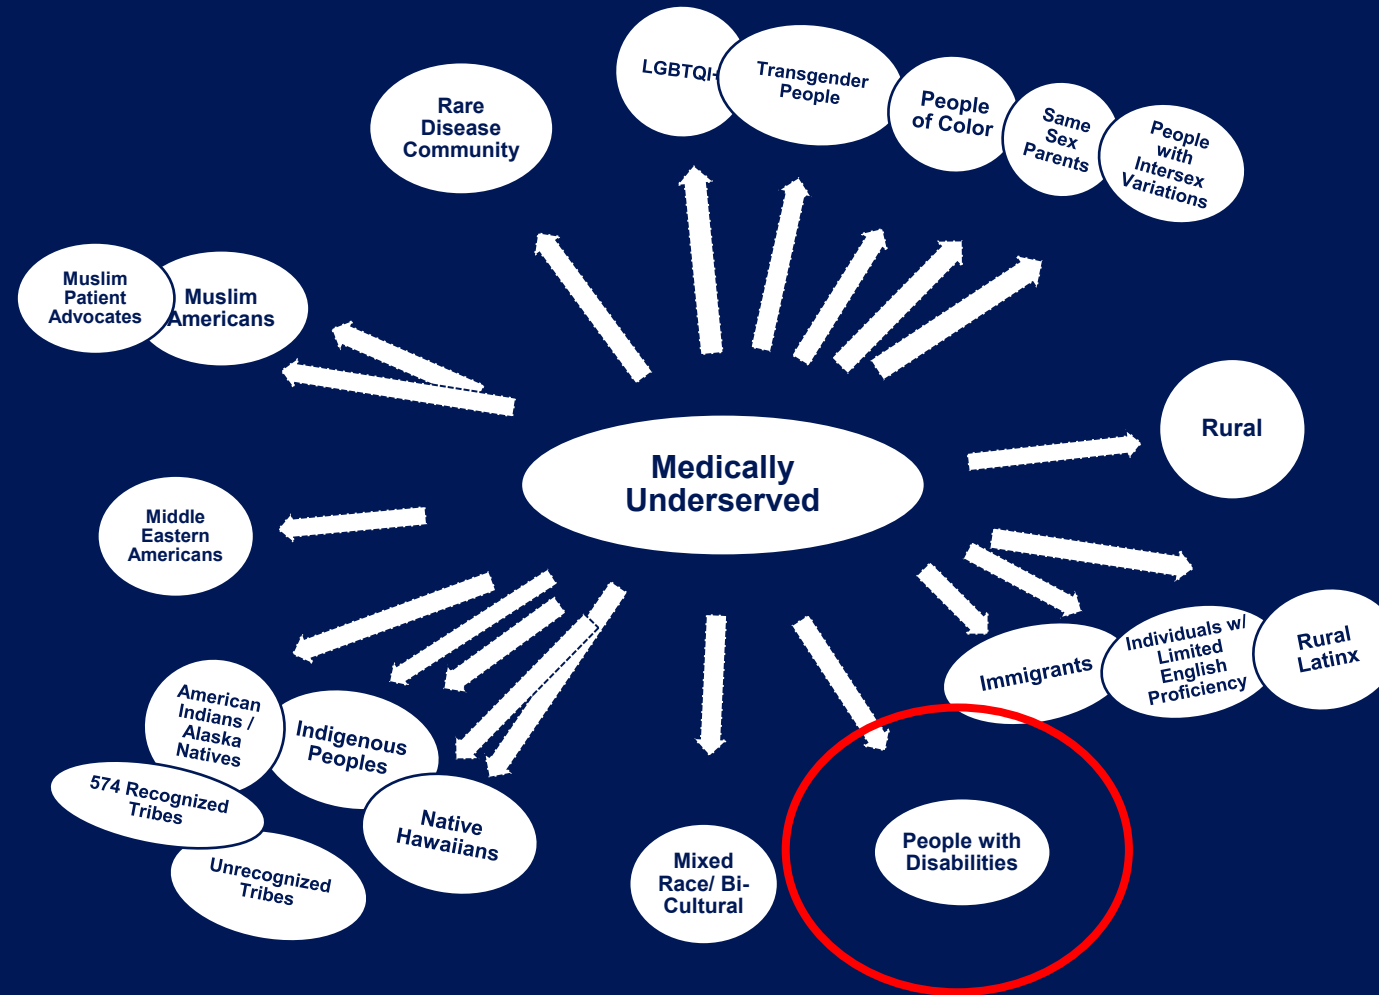 LGBTQI+
Transgender
People
People
of Color
Same
Sex
Parents
People
with
Intersex
Variations
Rare
Disease
Community
Muslim
Patient
Advocates
Muslim
Americans
Rural
Medically
Underserved
Middle
Eastern
Americans
Immigrants
Individuals w/
Limited
English
Proficiency
Rural
Latinx
American
Indians /
Alaska
Natives
Indigenous
Peoples
574 Recognized
Tribes
Native
Hawaiians
Unrecognized
Tribes
Mixed
Race/ Bi-
Cultural
People with
Disabilities